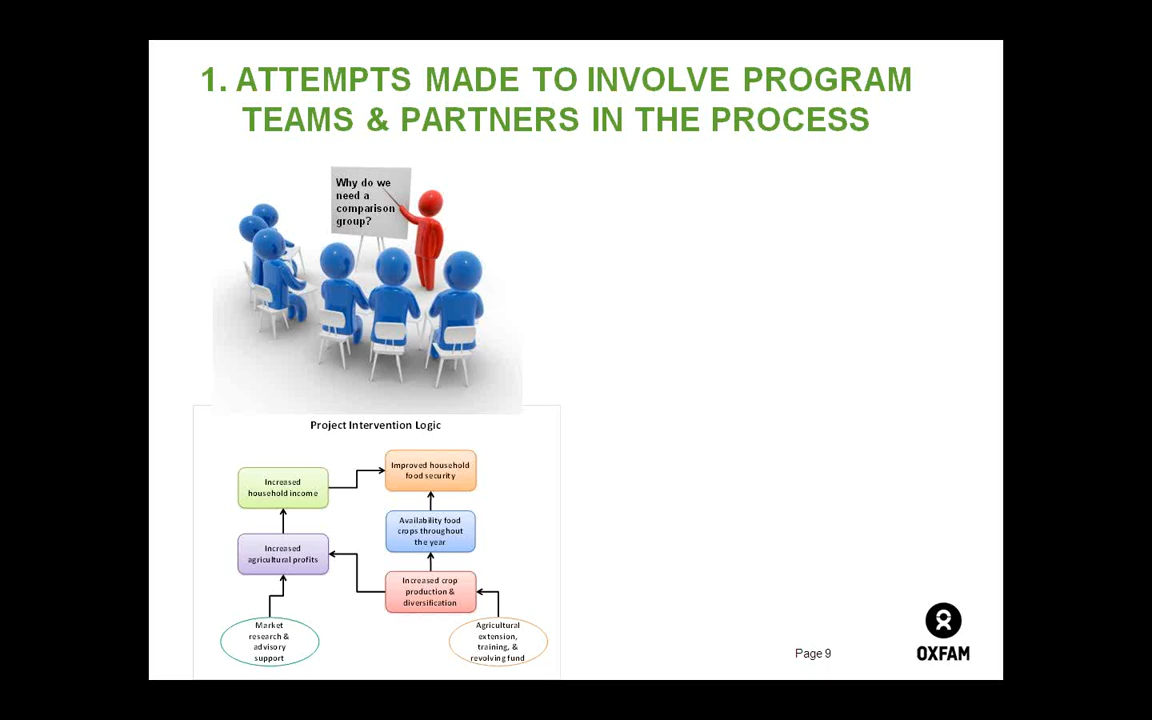 1. ATTEMPTS MADE TO INVOLVE PROGRAM
TEAMS & PARTNERS IN THE PROCESS
Why do we
need a
comparison
group?
Project Intervention Logic
Improved household
food security
Increased
household income
Availability food
crops throughout
the year
Increased
agricultural profits
Increased crop
production &
diversification
Market
research &
advisory
support
Agricultural
extension,
training, &
revolving fund
Page 9
OXFAM